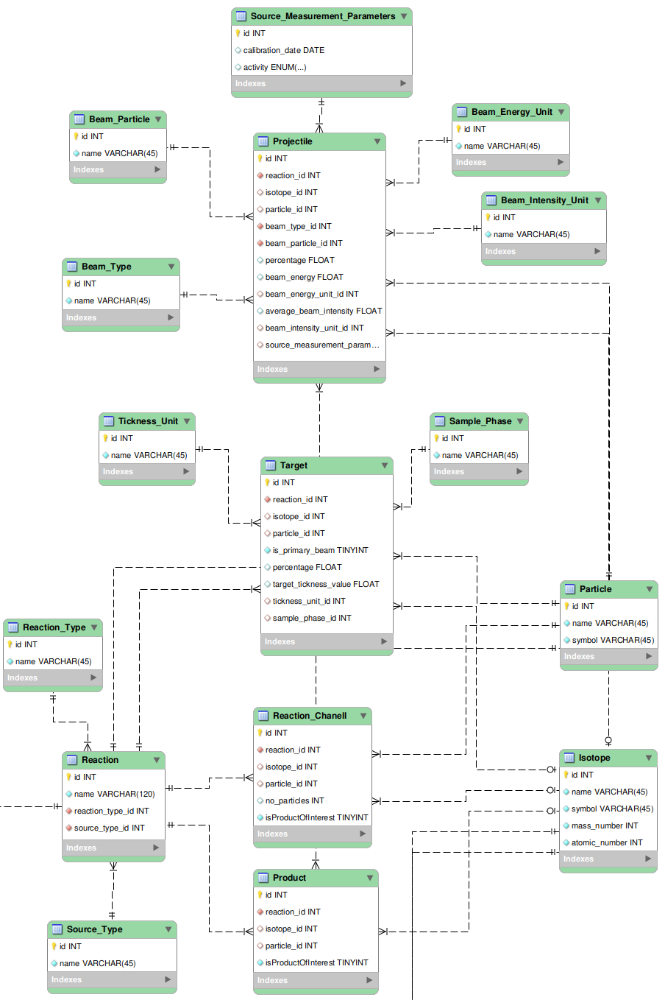 Source_Measurement_Parameters
id INT
calibration_date DATE
activity ENUM(...)
Indexes
Beam_Particle
id INT
name VARCHAR(45)
Indexes
Beam_Energy_Unit
id INT
name VARCHAR(45)
Indexes
Projectile
id INT
reaction_id INT
isotope_id INT
particle_id INT
beam_type_id INT
beam_particle_id INT
percentage FLOAT
beam_energy FLOAT
beam_energy_unit_id INT
average_beam_intensity FLOAT
beam_intensity_unit_id INT
source_measurement_param...
Indexes
Beam_Intensity_Unit
id INT
name VARCHAR(45)
Indexes
Beam_Type
id INT
name VARCHAR(45)
Indexes
Tickness_Unit
id INT
name VARCHAR(45)
Indexes
Sample_Phase
id INT
name VARCHAR(45)
Indexes
Target
id INT
reaction_id INT
isotope_id INT
particle_id INT
is_primary_beam TINYINT
percentage FLOAT
target_tickness_value FLOAT
tickness_unit_id INT
sample_phase_id INT
Indexes
Particle
id INT
name VARCHAR(45)
symbol VARCHAR(45)
Indexes
Reaction_Type
id INT
name VARCHAR(45)
Indexes
Reaction_Chanell
id INT
reaction_id INT
isotope_id INT
particle_id INT
no_particles INT
isProductOfInterest TINYINT
Indexes
Reaction
id INT
name VARCHAR(120)
reaction_type_id INT
source_type_id INT
Indexes
Isotope
id INT
name VARCHAR(45)
symbol VARCHAR(45)
mass_number INT
atomic_number INT
Indexes
Product
id INT
reaction_id INT
isotope_id INT
particle_id INT
isProductOfInterest TINYINT
Indexes
Source_Type
id INT
name VARCHAR(45)
Indexes